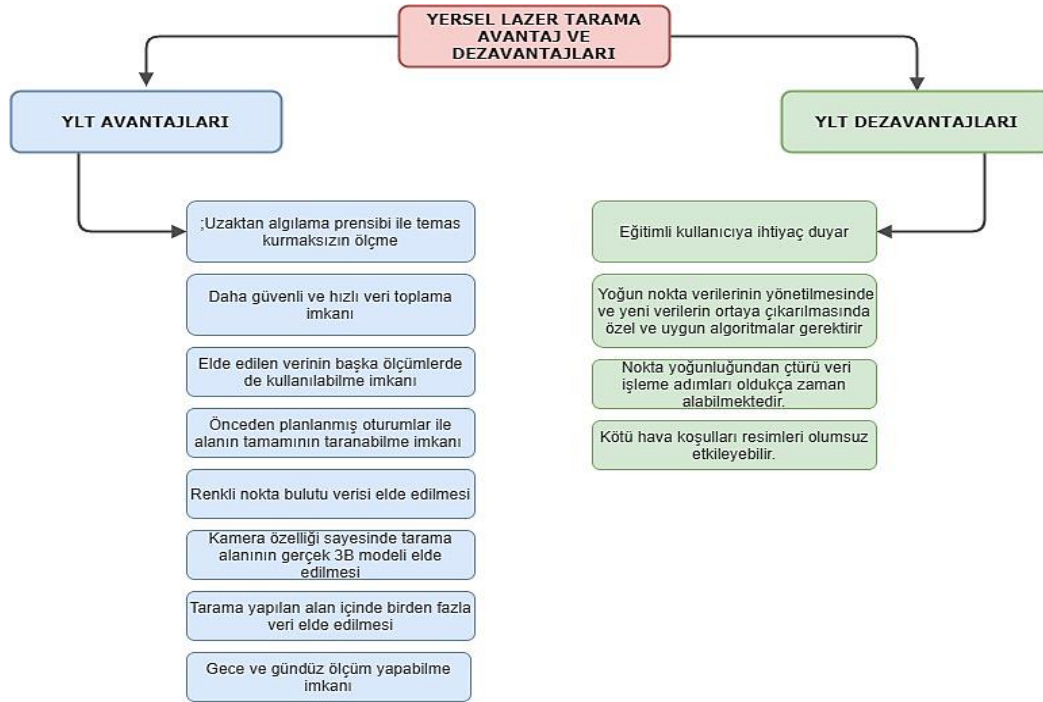 YERSEL LAZER TARAMA
AVANTAJ VE
DEZAVANTAJLARI
YLT AVANTAJLARI
YLT DEZAVANTAJLARI
;Uzaktan algılama prensibi ile temas
kurmaksızın ölçme
Daha güvenli ve hızlı veri toplama
imkanı
Elde edilen verinin başka ölçümlerde
de kullanılabilme imkanı
Önceden planlanmış oturumlar ile
alanın tamamının taranabilme imkanı
Renkli nokta bulutu verisi elde edilmesi
Kamera özelliği sayesinde tarama
alanının gerçek 3B modeli elde
edilmesi
Tarama yapılan alan içinde birden fazla
veri elde edilmesi
Gece ve gündüz ölçüm yapabilme
imkanı
Eğitimli kullanıcıya ihtiyaç duyar
Yoğun nokta verilerinin yönetilmesinde
ve yeni verilerin ortaya çıkarılmasında
özel ve uygun algoritmalar gerektirir
Nokta yoğunluğundan çtürü veri
işleme adımları oldukça zaman
alabilmektedir.
Kötü hava koşulları resimleri olumsuz
etkileyebilir.